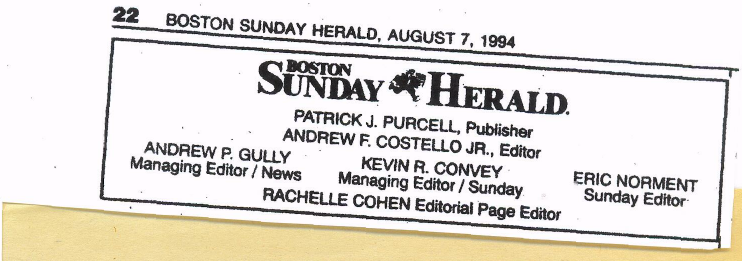 22 BOSTON SUNDAY HERALD, AUGUST 7, 1994
BOSTON
SUNDAY HERALD.
PATRICK J. PURCELL, Publisher
ANDREW F. COSTELLO JR., Editor
ANDREW P. GULLY
Managing Editor / News
KEVIN R. CONVEY
Managing Editor / Sunday
ERIC NORMENT
Sunday Editor
RACHELLE COHEN Editorial Page Editor